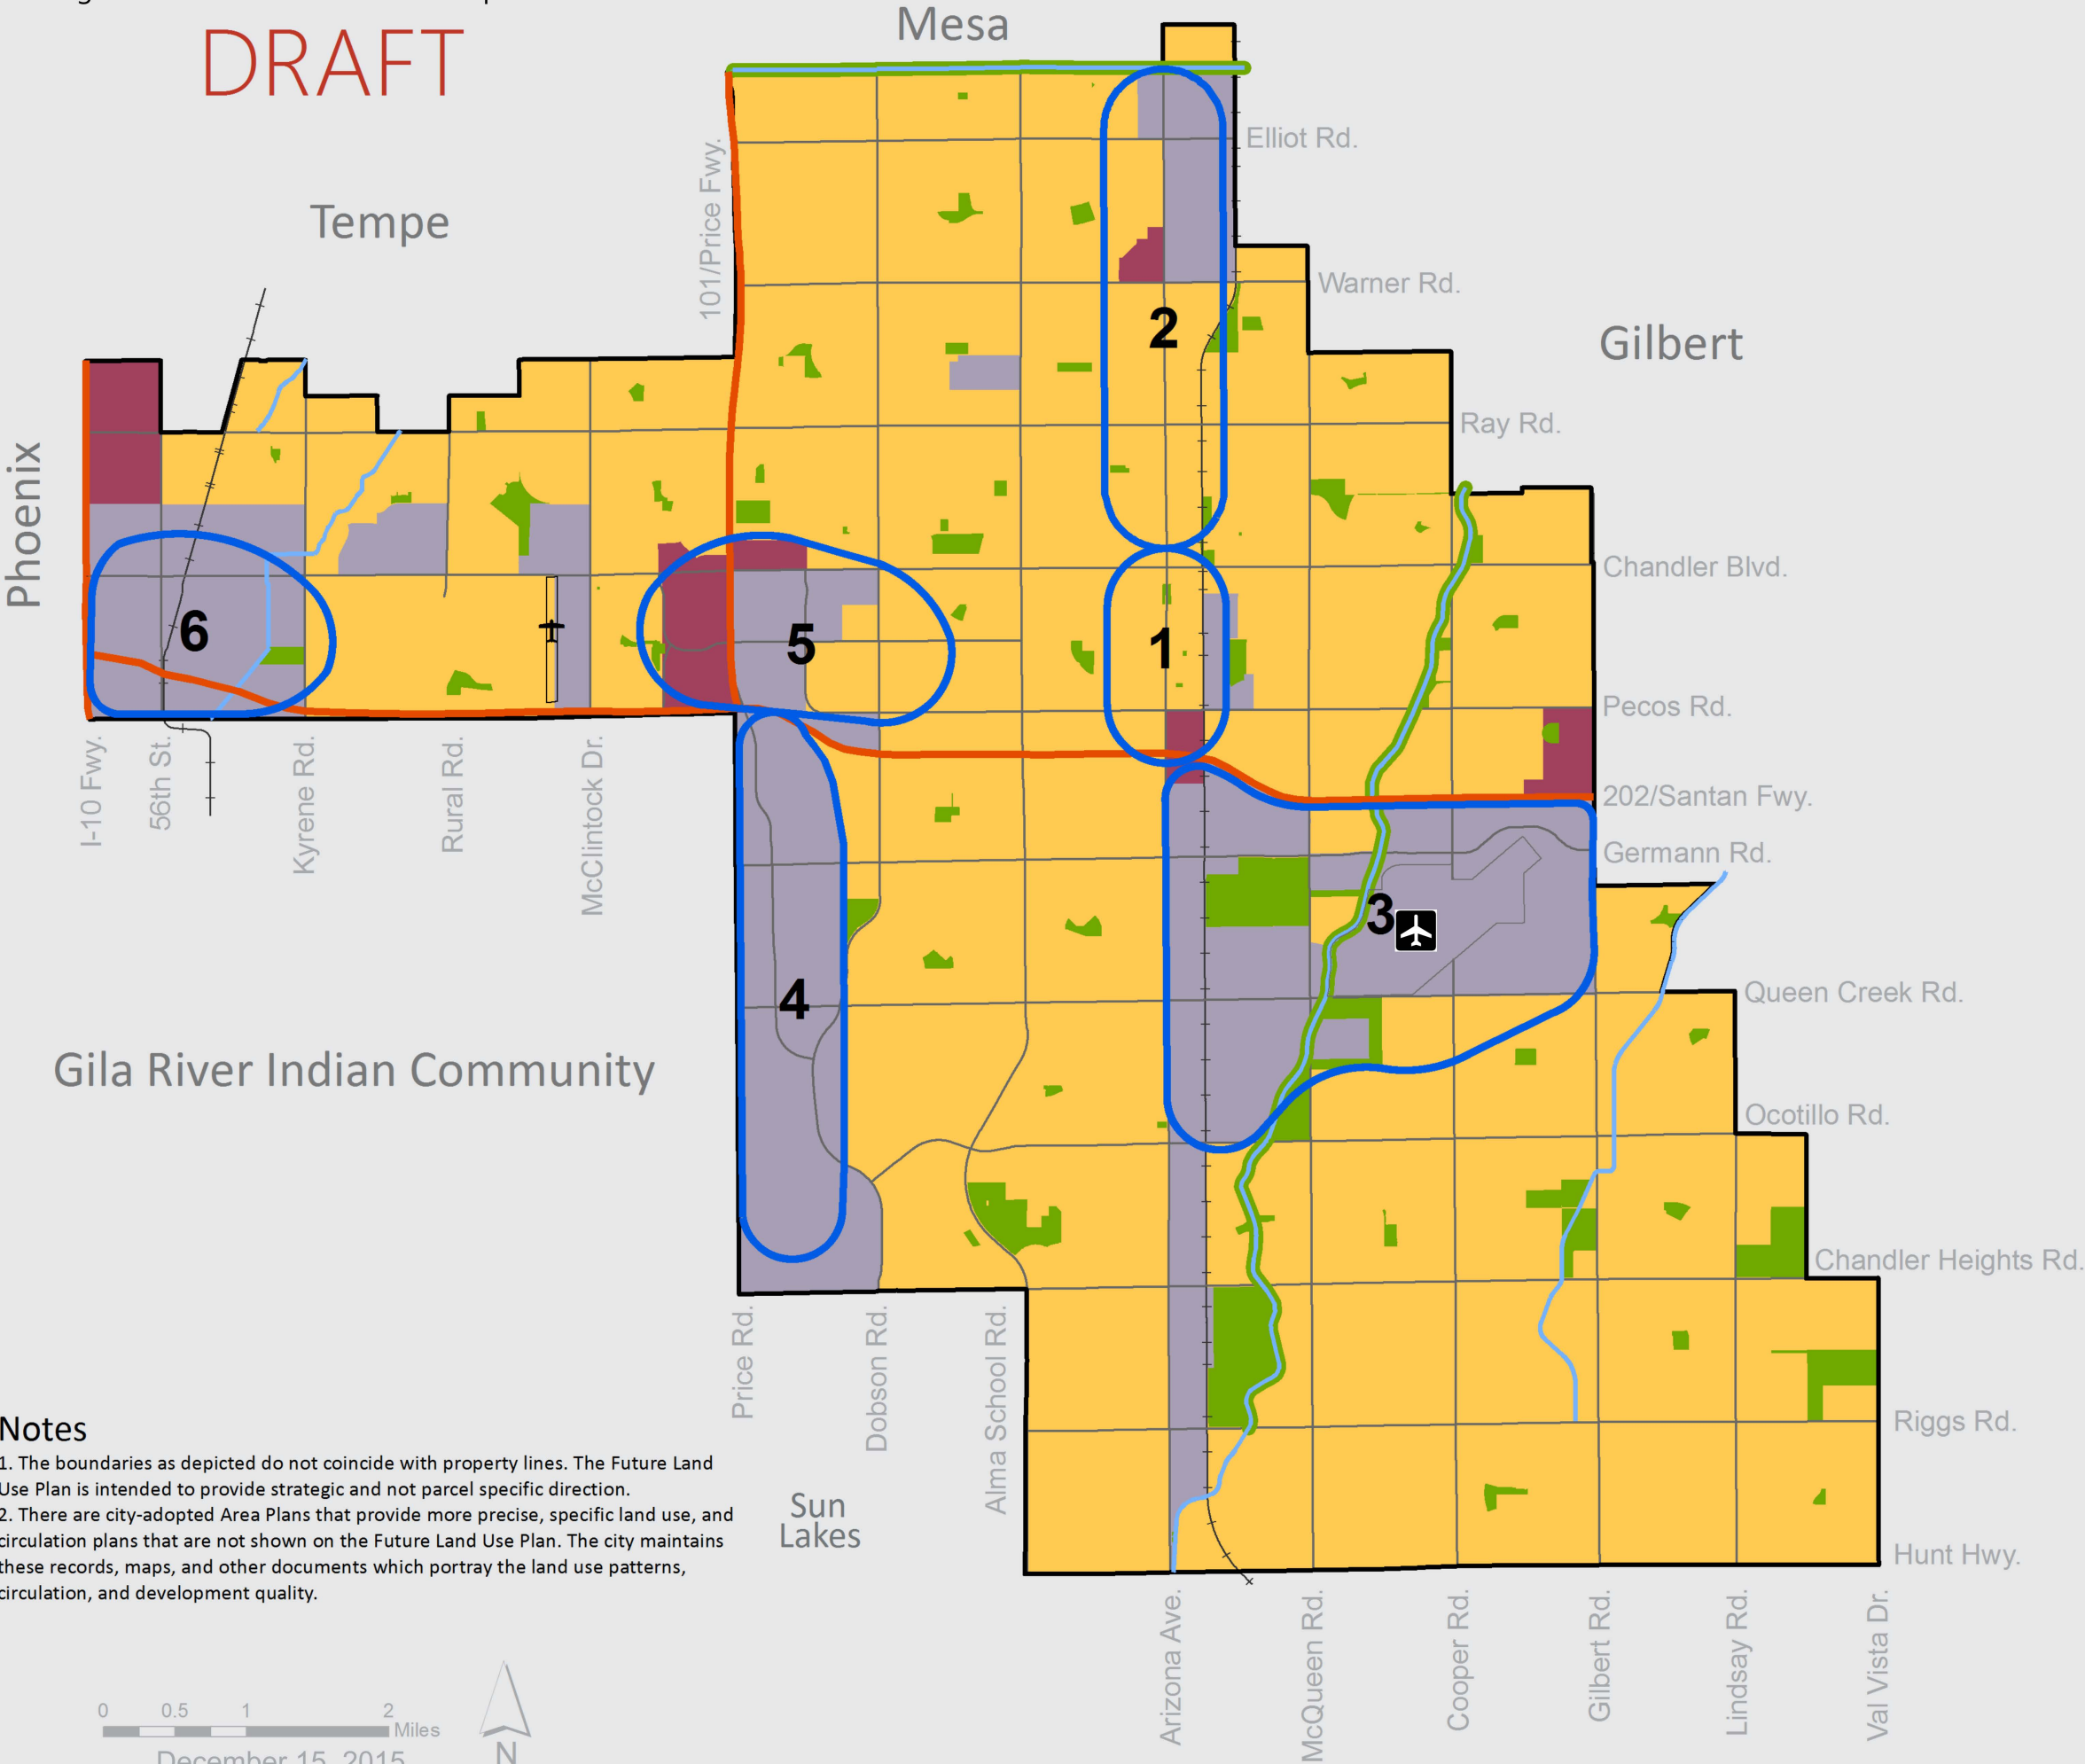 DRAFT
Mesa
Tempe
Gilbert
Phoenix
Gila River Indian Community
Sun
Lakes
101/Price Fwy.
Elliot Rd.
Warner Rd.
Ray Rd.
Chandler Blvd.
Pecos Rd.
202/Santan Fwy.
Germann Rd.
Queen Creek Rd.
Ocotillo Rd.
Chandler Heights Rd.
Riggs Rd.
Hunt Hwy.
I-10 Fwy.
56th St.
Kyrene Rd.
Rural Rd.
McClintock Dr.
Price Rd.
Dobson Rd.
Alma School Rd.
Arizona Ave.
McQueen Rd.
Cooper Rd.
Gilbert Rd.
Lindsay Rd.
Val Vista Dr.
2
6
5
1
3
4
Notes
1. The boundaries as depicted do not coincide with property lines. The Future Land
Use Plan is intended to provide strategic and not parcel specific direction.
2. There are city-adopted Area Plans that provide more precise, specific land use, and
circulation plans that are not shown on the Future Land Use Plan. The city maintains
these records, maps, and other documents which portray the land use patterns,
circulation, and development quality.
0 0.5 1 2
Miles
N
December 15, 2015